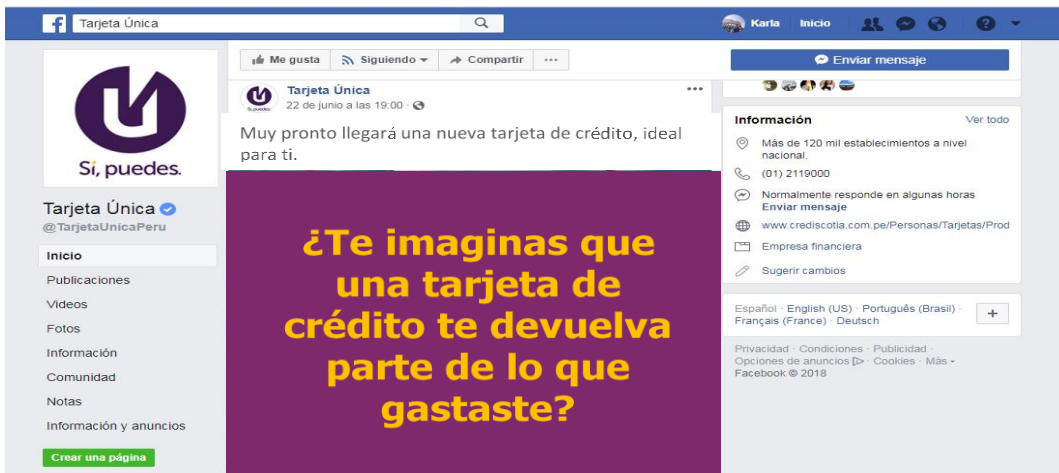 Tarjeta Única
Karla
Inicio
Sí, puedes.
Tarjeta Única
@TarjetaUnicaPeru
Inicio
Publicaciones
Videos
Fotos
Información
Comunidad
Notas
Información y anuncios
Crear una página
Me gusta
Siguiendo
Compartir
Tarjeta Única
22 de junio a las 19:00
Muy pronto llegará una nueva tarjeta de crédito, ideal
para ti.
¿Te imaginas que
una tarjeta de
crédito te devuelva
parte de lo que
gastaste?
Enviar mensaje
Información
Ver todo
Más de 120 mil establecimientos a nivel
nacional.
(01) 2119000
Normalmente responde en algunas horas
Enviar mensaje
www.crediscotia.com.pe/Personas/Tarjetas/Prod
Empresa financiera
Sugerir cambios
Español · English (US) · Português (Brasil) ·
Français (France) · Deutsch
Privacidad · Condiciones · Publicidad ·
Opciones de anuncios · Cookies · Más
Facebook © 2018